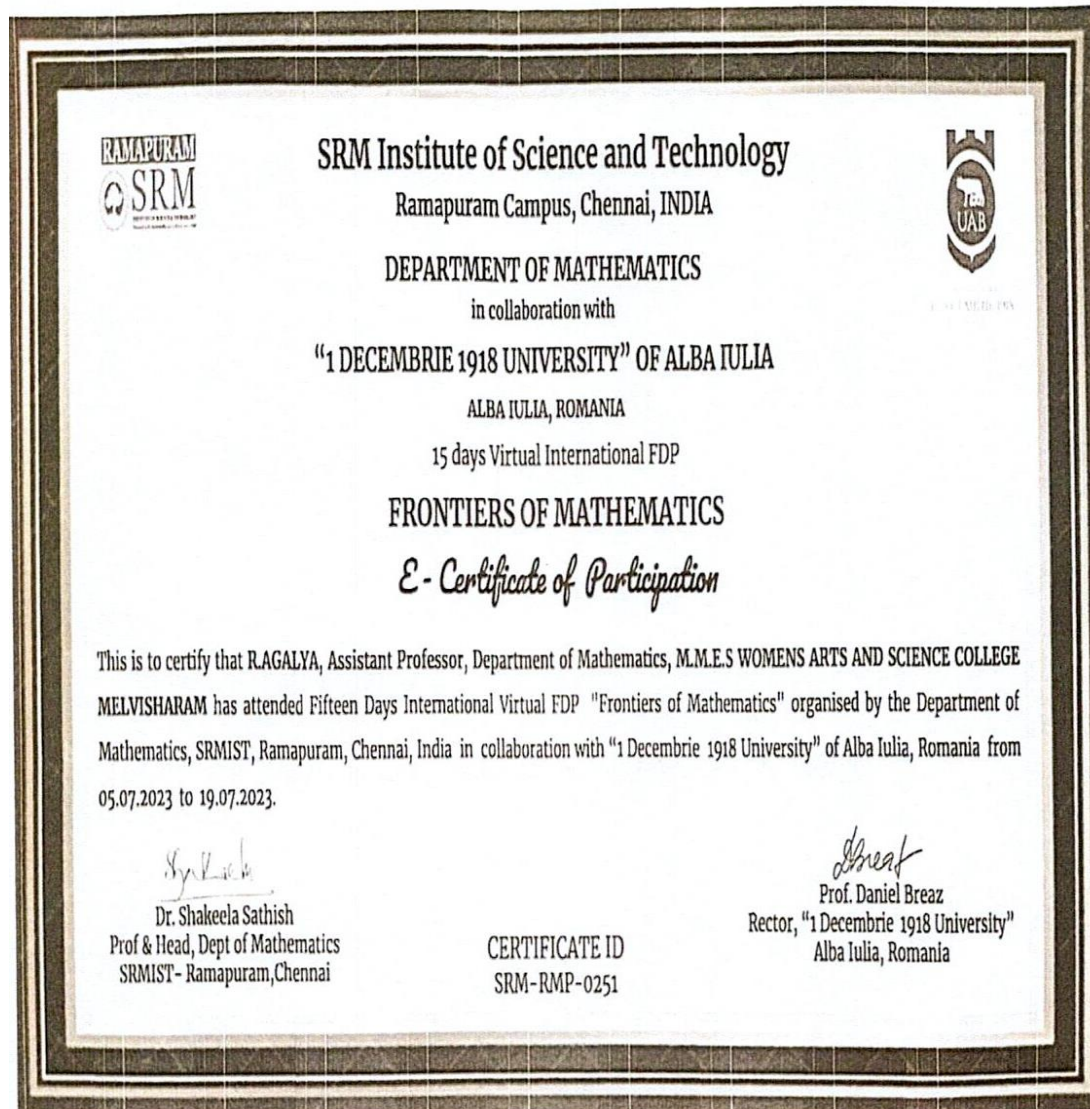 RAMAPURAM
SRM
SRM Institute of Science and Technology
Ramapuram Campus, Chennai, INDIA
UAB
DEPARTMENT OF MATHEMATICS
in collaboration with
“1 DECEMBRIE 1918 UNIVERSITY” OF ALBA IULIA
ALBA IULIA, ROMANIA
15 days Virtual International FDP
FRONTIERS OF MATHEMATICS
E - Certificate of Participation
This is to certify that R.AGALYA, Assistant Professor, Department of Mathematics, M.M.E.S WOMENS ARTS AND SCIENCE COLLEGE
MELVISHARAM has attended Fifteen Days International Virtual FDP "Frontiers of Mathematics" organised by the Department of
Mathematics, SRMIST, Ramapuram, Chennai, India in collaboration with “1 Decembrie 1918 University” of Alba Iulia, Romania from
05.07.2023 to 19.07.2023.
Dr. Shakeela Sathish
Prof & Head, Dept of Mathematics
SRMIST- Ramapuram,Chennai
CERTIFICATE ID
SRM-RMP-0251
Prof. Daniel Breaz
Rector, “1 Decembrie 1918 University”
Alba Iulia, Romania